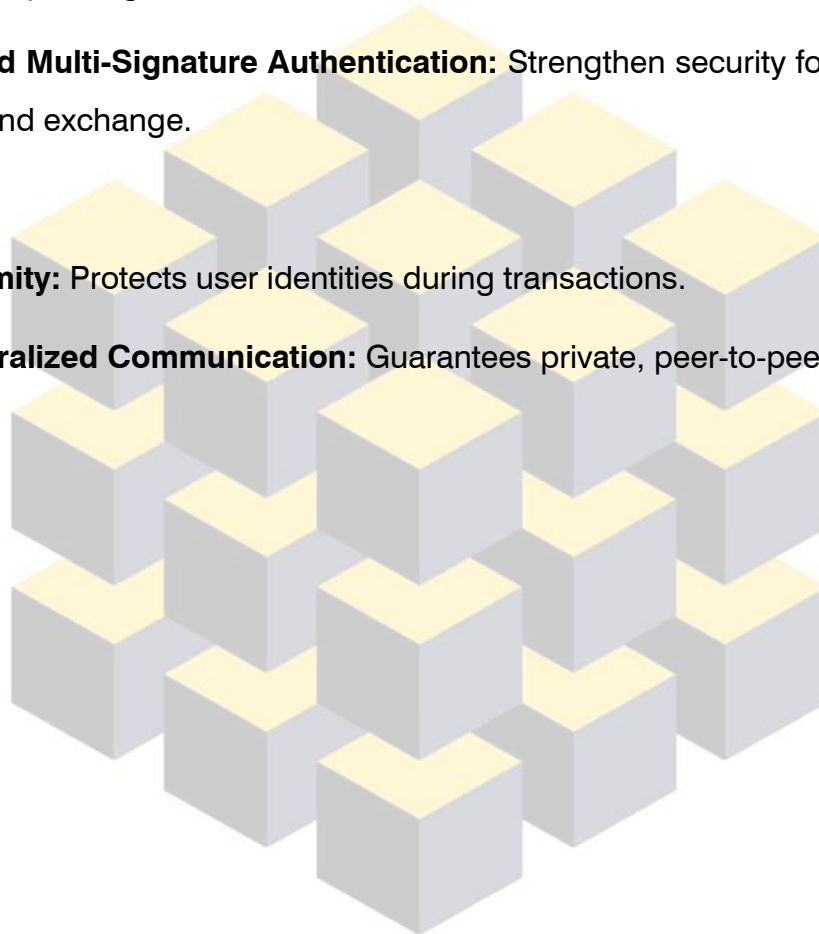 d Multi-Signature Authentication: Strengthen security fo
nd exchange.
mity: Protects user identities during transactions.
ralized Communication: Guarantees private, peer-to-pee